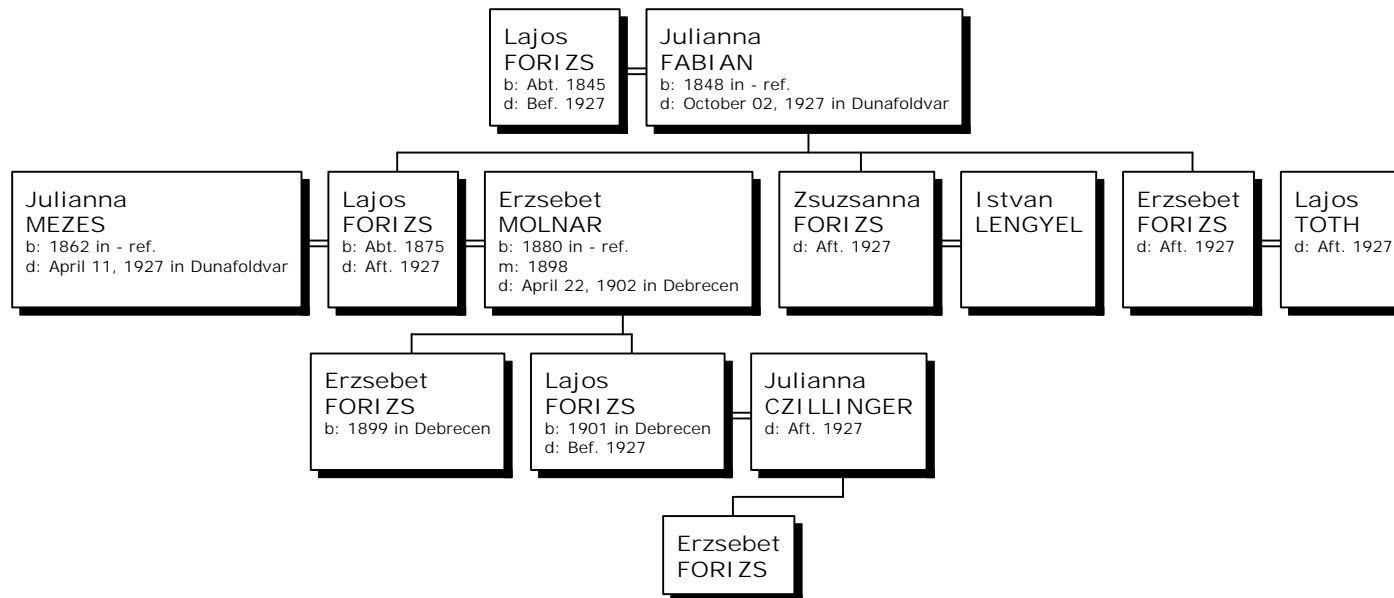 Lajos
FORIZS
b: Abt. 1845
d: Bef. 1927
Julianna
FABIAN
b: 1848 in - ref.
d: October 02, 1927 in Dunafoldvar
Julianna
MEZES
b: 1862 in - ref.
d: April 11, 1927 in Dunafoldvar
Lajos
FORIZS
b: Abt. 1875
d: Aft. 1927
Erzsebet
MOLNAR
b: 1880 in - ref.
m: 1898
d: April 22, 1902 in Debrecen
Zsuzsanna
FORIZS
d: Aft. 1927
Istvan
LENGYEL
Erzsebet
FORIZS
d: Aft. 1927
Lajos
TOTH
d: Aft. 1927
Erzsebet
FORIZS
b: 1899 in Debrecen
Lajos
FORIZS
b: 1901 in Debrecen
d: Bef. 1927
Julianna
CZILLINGER
d: Aft. 1927
Erzsebet
FORIZS